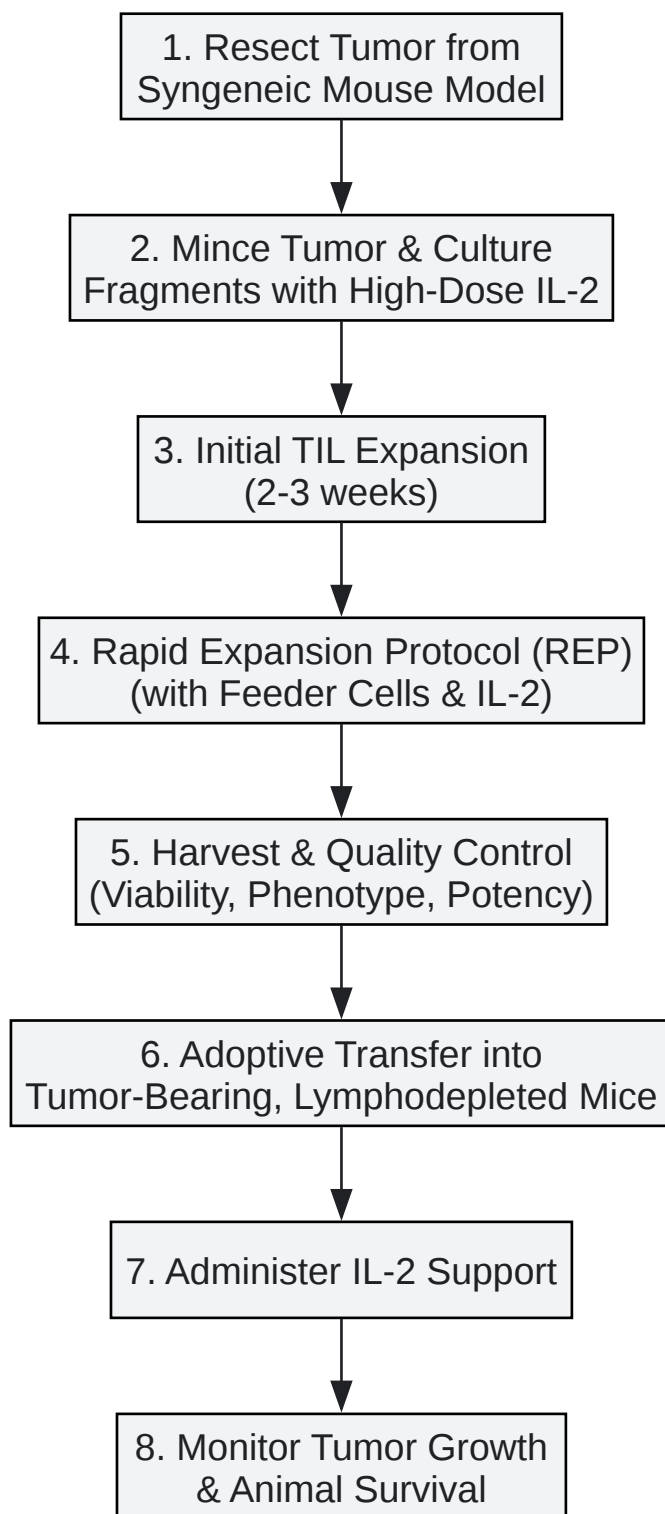 1. Resect Tumor from
Syngeneic Mouse Model
2. Mince Tumor & Culture
Fragments with High-Dose IL-2
3. Initial TIL Expansion
(2-3 weeks)
4. Rapid Expansion Protocol (REP)
(with Feeder Cells & IL-2)
5. Harvest & Quality Control
(Viability, Phenotype, Potency)
6. Adoptive Transfer into
Tumor-Bearing, Lymphodepleted Mice
7. Administer IL-2 Support
8. Monitor Tumor Growth
& Animal Survival